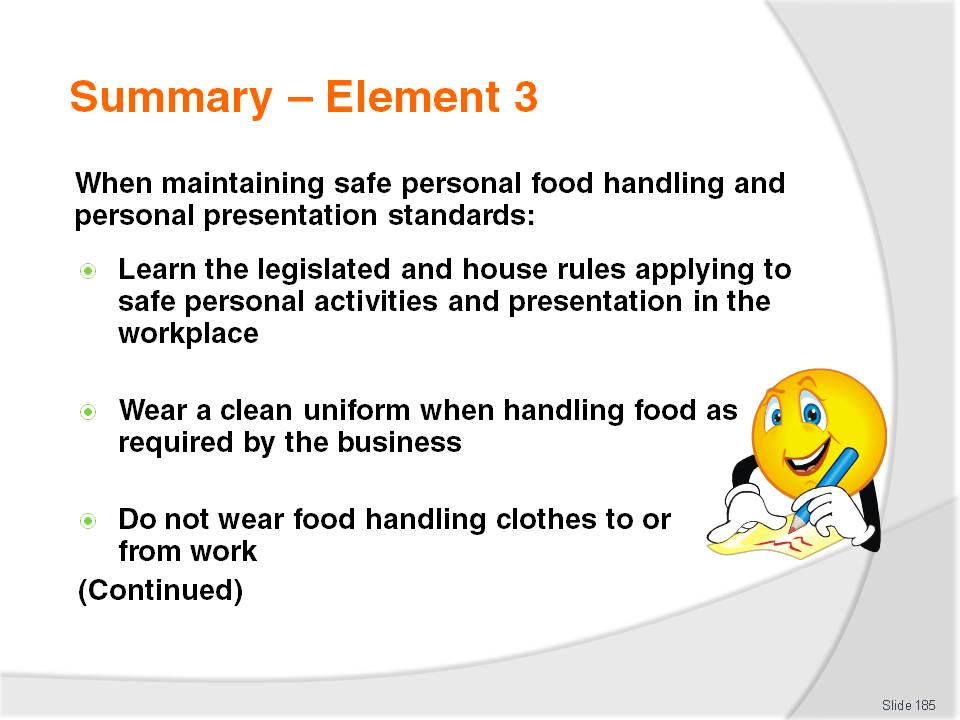 Summary – Element 3
When maintaining safe personal food handling and
personal presentation standards:
Learn the legislated and house rules applying to
safe personal activities and presentation in the
workplace
Wear a clean uniform when handling food as
required by the business
Do not wear food handling clothes to or
from work
(Continued)
Slide 185